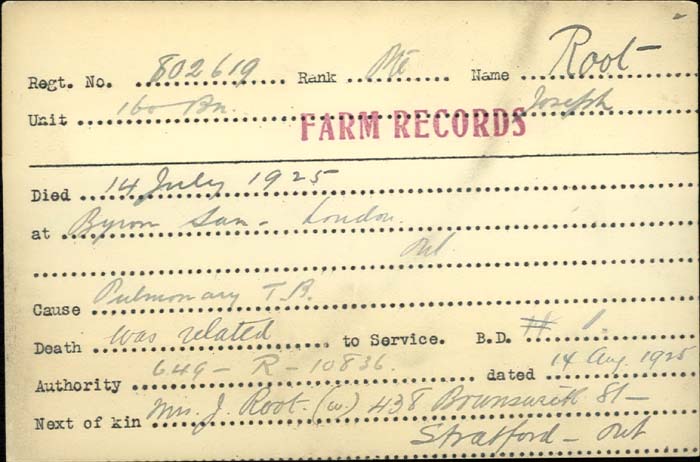 Regt. No. 802619 Rank Pte Name Root
Unit 160 Bn Joseph
FARM RECORDS
Died 14 July 1925
at Byron San - London
Ont.
Cause Pulmonary T.B.
Death was related to Service. B.D. # 1.
Authority 649 - R - 10836. dated 14 Aug. 1925
Next of kin Mrs. J. Root. (w.) 438 Brunswick St -
Stratford - Ont